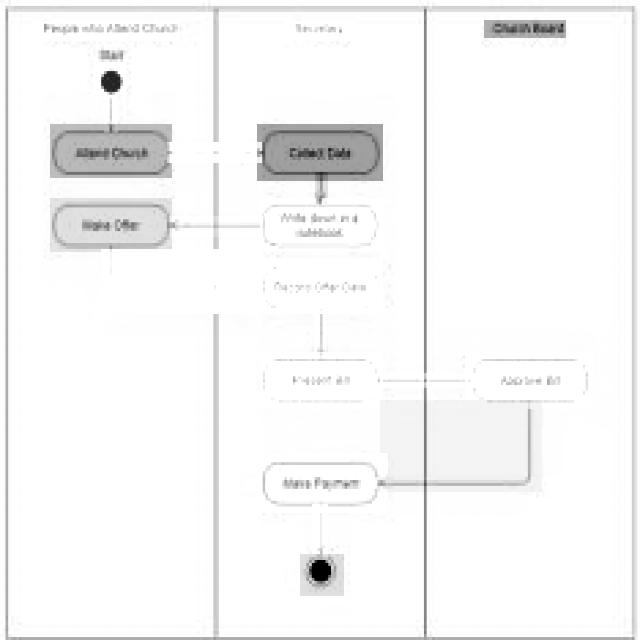 People who Attend Church
Secretary
Church Board
Start
Attend Church
Collect Data
Make Offer
Write down in a
notebook
Record Offer Data
Present Bill
Approve Bill
Make Payment